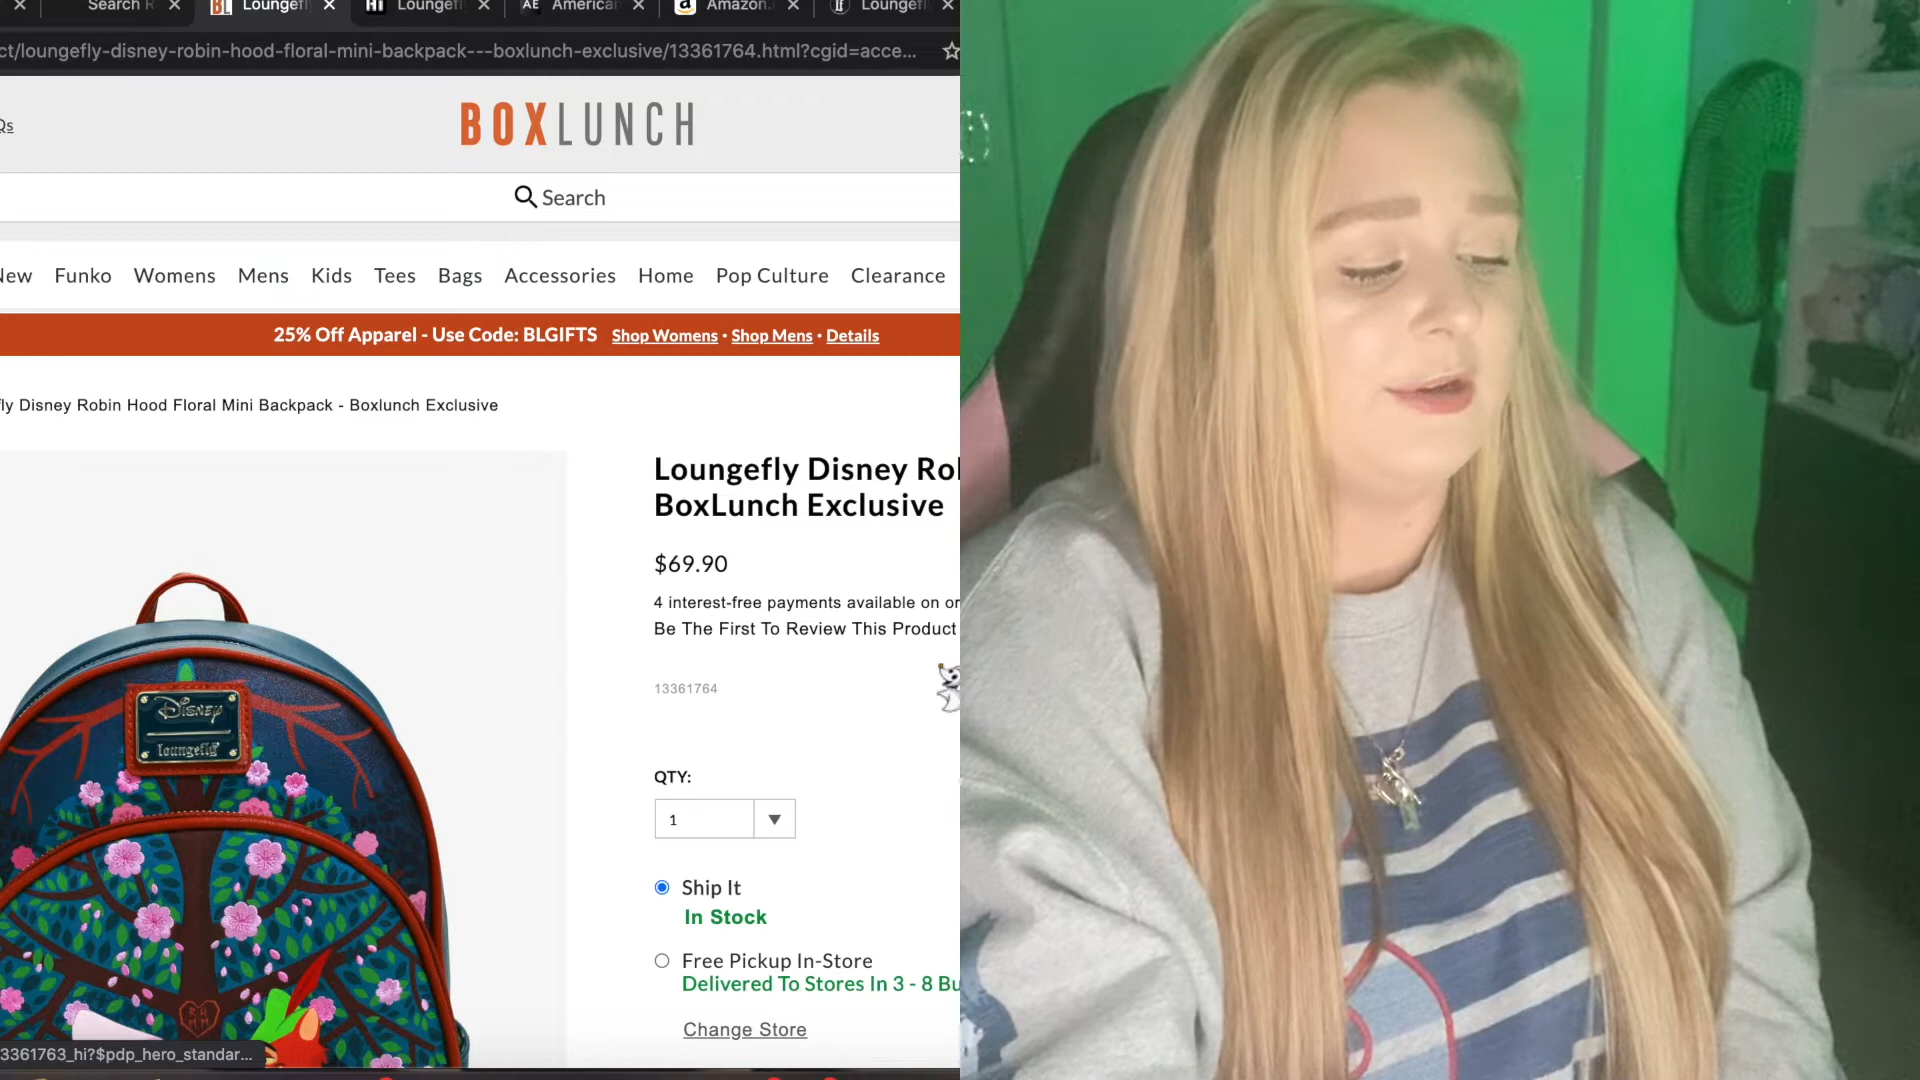 Search R
Loungefl
Loungefl
American
Amazon.
Loungefl
ct/loungefly-disney-robin-hood-floral-mini-backpack---boxlunch-exclusive/13361764.html?cgid=acce...
Qs
BOXLUNCH
Search
New Funko Womens Mens Kids Tees Bags Accessories Home Pop Culture Clearance
25% Off Apparel - Use Code: BLGIFTS Shop Womens · Shop Mens · Details
fly Disney Robin Hood Floral Mini Backpack - Boxlunch Exclusive
Loungefly Disney Ro
BoxLunch Exclusive
$69.90
4 interest-free payments available on or
Be The First To Review This Product
13361764
Disney
loungefly
QTY:
1
Ship It
In Stock
Free Pickup In-Store
Delivered To Stores In 3 - 8 Bu
Change Store
3361763_hi?$pdp_hero_standar...